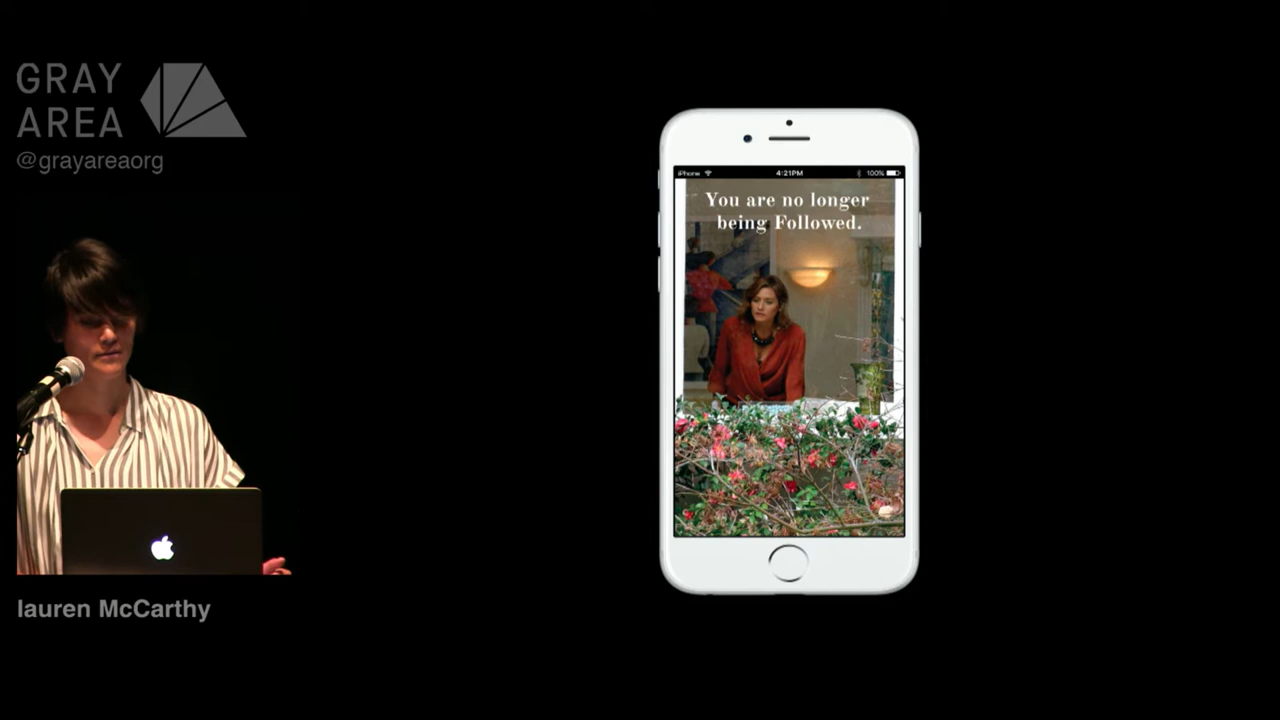 GRAY
AREA
@grayareaorg
iPhone 4:21PM 100%
You are no longer
being Followed.
lauren McCarthy